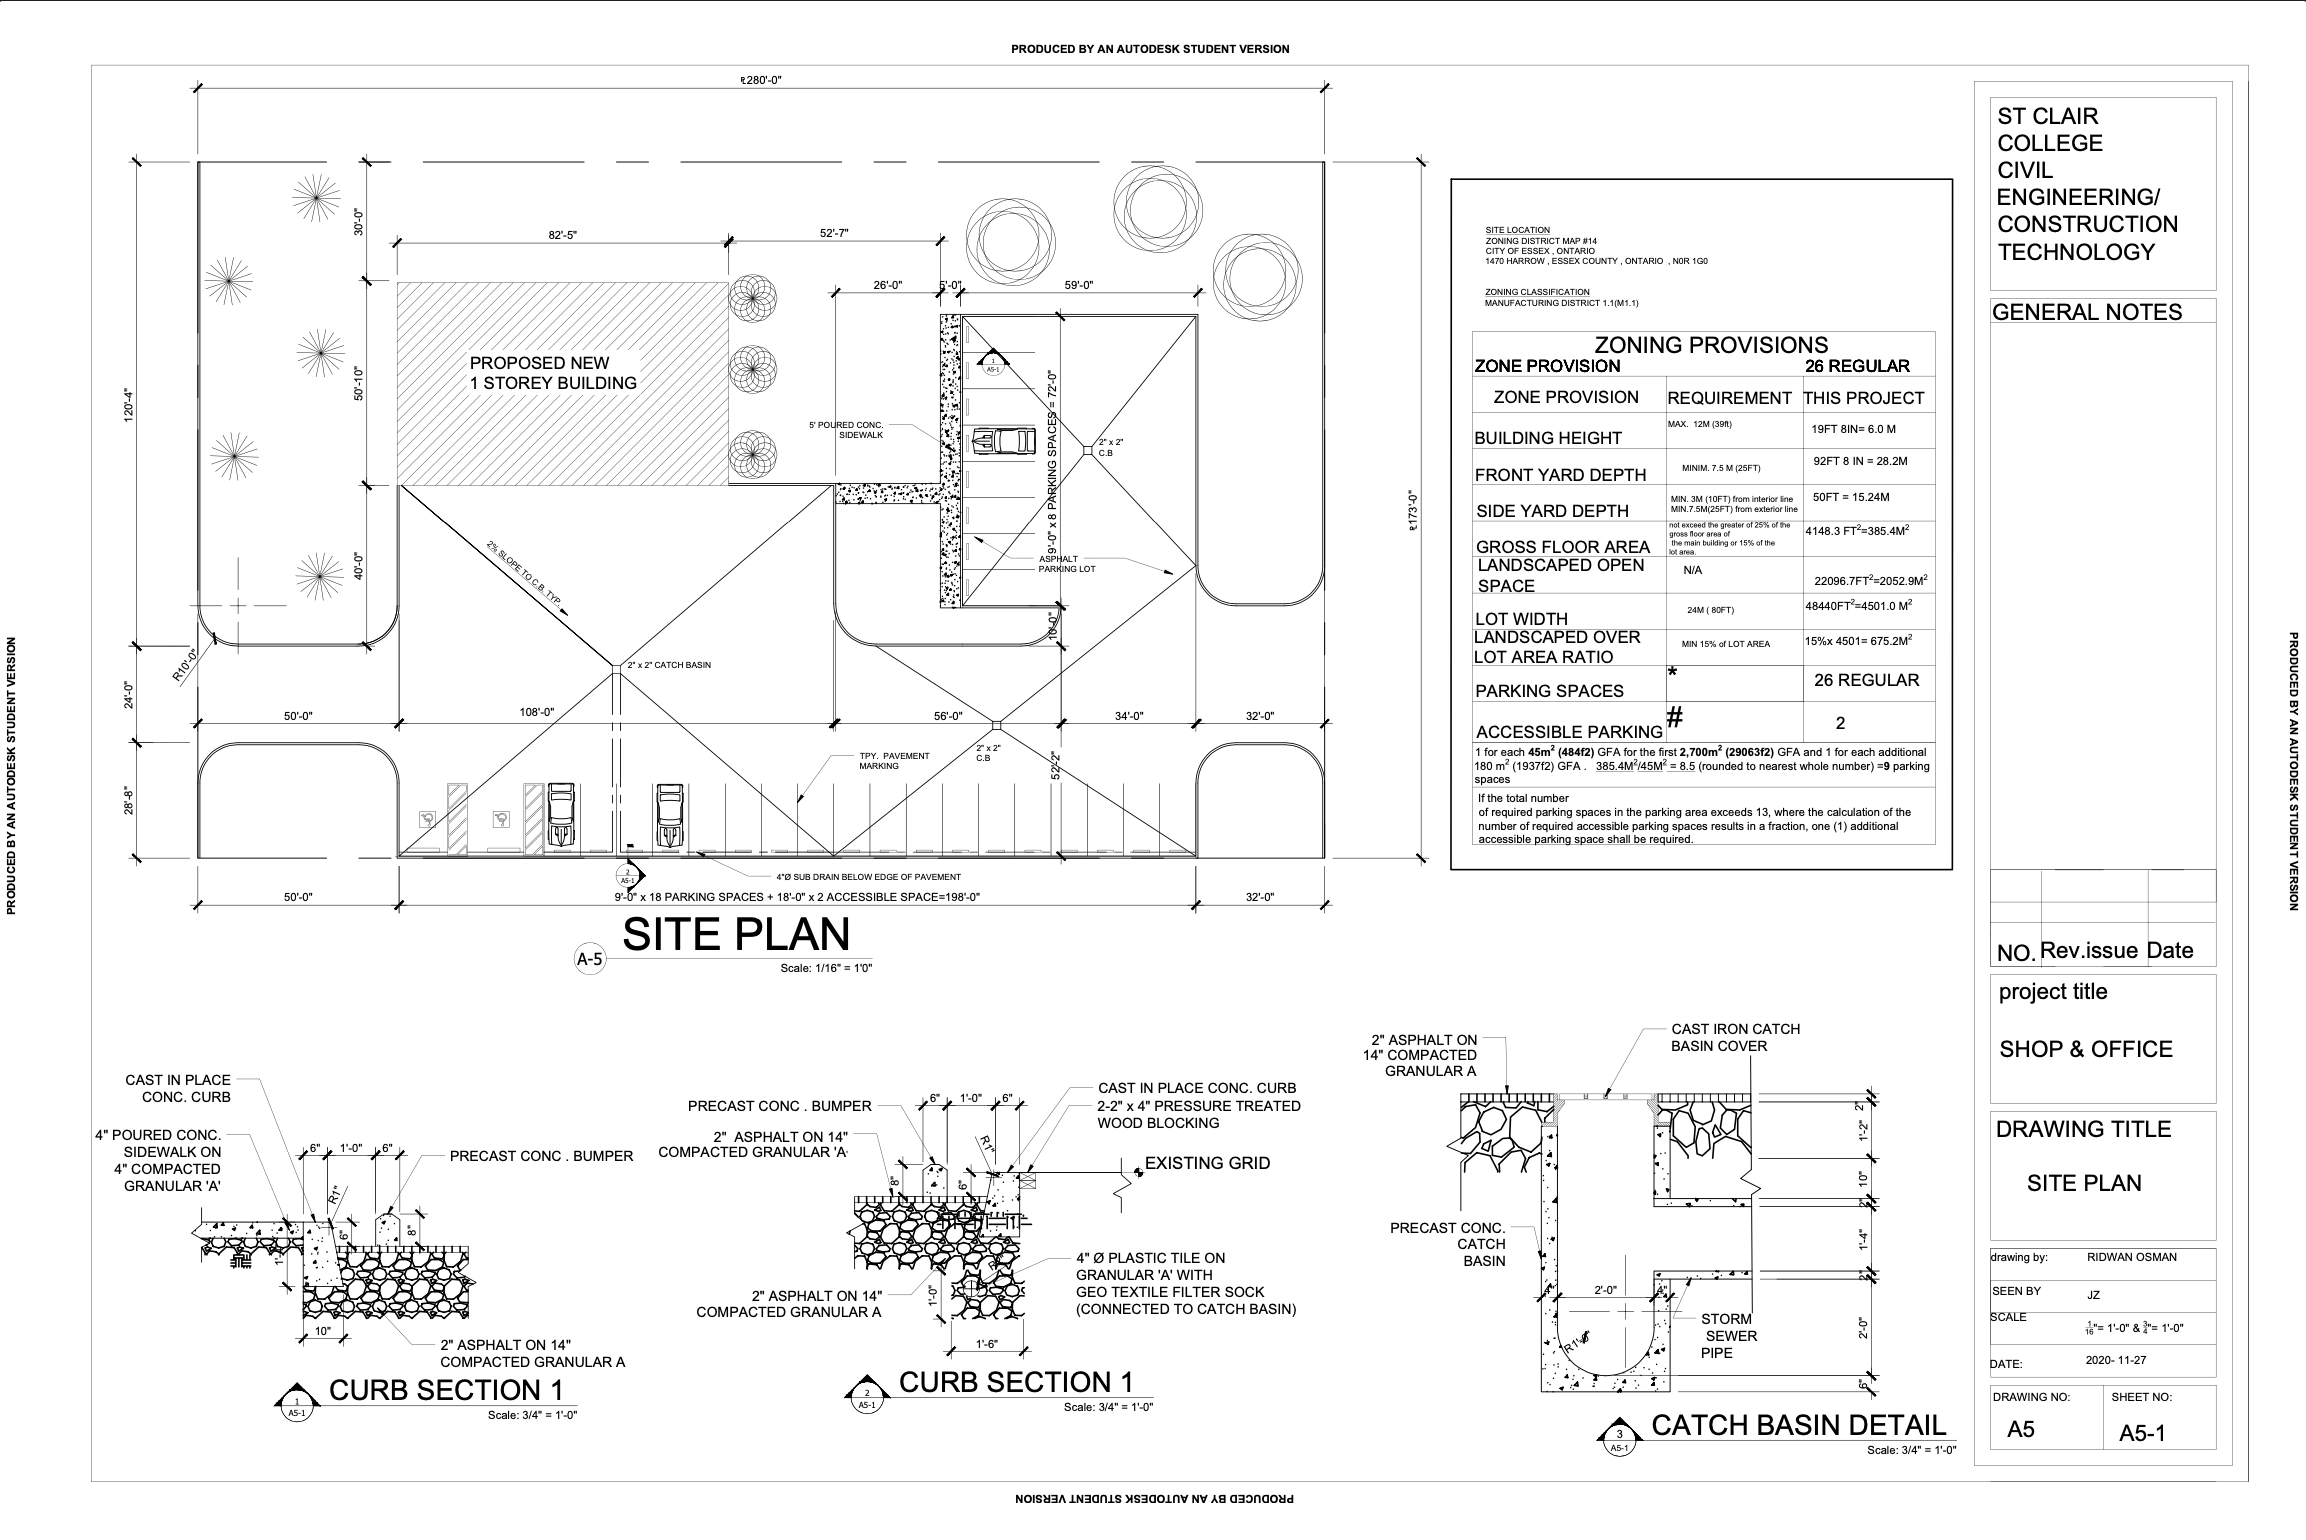 PRODUCED BY AN AUTODESK STUDENT VERSION
PRODUCED BY AN AUTODESK STUDENT VERSION
PRODUCED BY AN AUTODESK STUDENT VERSION
PRODUCED BY AN AUTODESK STUDENT VERSION
280'-0"
30'-0"
82'-5"
52'-7"
26'-0"
5'-0"
59'-0"
120'-4"
50'-10"
PROPOSED NEW
1 STOREY BUILDING
1
A5-1
9'-0" x 8 PARKING SPACES = 72'-0"
5' POURED CONC.
SIDEWALK
2" x 2"
C.B
173'-0"
2% SLOPE TO C.B. TYP.
40'-0"
ASPHALT
PARKING LOT
10'-0"
R10'-0"
2" x 2" CATCH BASIN
24'-0"
50'-0"
108'-0"
56'-0"
34'-0"
32'-0"
2" x 2"
C.B
52'-2"
TPY. PAVEMENT
MARKING
28'-8"
2
A5-1
4"Ø SUB DRAIN BELOW EDGE OF PAVEMENT
50'-0"
9'-0" x 18 PARKING SPACES + 18'-0" x 2 ACCESSIBLE SPACE=198'-0"
32'-0"
A-5
SITE PLAN
Scale: 1/16" = 1'0"
SITE LOCATION
ZONING DISTRICT MAP #14
CITY OF ESSEX , ONTARIO
1470 HARROW , ESSEX COUNTY , ONTARIO , N0R 1G0
ZONING CLASSIFICATION
MANUFACTURING DISTRICT 1.1(M1.1)
ZONING PROVISIONS
ZONE PROVISION 26 REGULAR
ZONE PROVISION REQUIREMENT THIS PROJECT
BUILDING HEIGHT MAX. 12M (39ft) 19FT 8IN= 6.0 M
FRONT YARD DEPTH MINIM. 7.5 M (25FT) 92FT 8 IN = 28.2M
SIDE YARD DEPTH
MIN. 3M (10FT) from interior line
MIN.7.5M(25FT) from exterior line
50FT = 15.24M
GROSS FLOOR AREA
not exceed the greater of 25% of the
gross floor area of
the main building or 15% of the
lot area.
4148.3 FT²=385.4M²
LANDSCAPED OPEN
SPACE
N/A
22096.7FT²=2052.9M²
LOT WIDTH 24M ( 80FT) 48440FT²=4501.0 M²
LANDSCAPED OVER
LOT AREA RATIO
MIN 15% of LOT AREA
15%x 4501= 675.2M²
PARKING SPACES * 26 REGULAR
ACCESSIBLE PARKING # 2
1 for each 45m² (484f2) GFA for the first 2,700m² (29063f2) GFA and 1 for each additional
180 m² (1937f2) GFA . 385.4M²/45M² = 8.5 (rounded to nearest whole number) =9 parking
spaces
If the total number
of required parking spaces in the parking area exceeds 13, where the calculation of the
number of required accessible parking spaces results in a fraction, one (1) additional
accessible parking space shall be required.
CAST IN PLACE
CONC. CURB
4" POURED CONC.
SIDEWALK ON
4" COMPACTED
GRANULAR 'A'
6"
1'-0"
6"
PRECAST CONC . BUMPER
R1"
6"
8"
10"
2" ASPHALT ON 14"
COMPACTED GRANULAR A
1
A5-1
CURB SECTION 1
Scale: 3/4" = 1'-0"
PRECAST CONC . BUMPER
2" ASPHALT ON 14"
COMPACTED GRANULAR 'A'
6"
1'-0"
6"
CAST IN PLACE CONC. CURB
2-2" x 4" PRESSURE TREATED
WOOD BLOCKING
R1"
EXISTING GRID
8"
6"
4" Ø PLASTIC TILE ON
GRANULAR 'A' WITH
GEO TEXTILE FILTER SOCK
(CONNECTED TO CATCH BASIN)
2" ASPHALT ON 14"
COMPACTED GRANULAR A
1'-0"
1'-6"
2
A5-1
CURB SECTION 1
Scale: 3/4" = 1'-0"
2" ASPHALT ON
14" COMPACTED
GRANULAR A
CAST IRON CATCH
BASIN COVER
2"
1'-2"
10"
2"
1'-4"
2"
2'-0"
6"
PRECAST CONC.
CATCH
BASIN
4"
2'-0"
4"
R1'-0"
STORM
SEWER
PIPE
3
A5-1
CATCH BASIN DETAIL
Scale: 3/4" = 1'-0"
ST CLAIR
COLLEGE
CIVIL
ENGINEERING/
CONSTRUCTION
TECHNOLOGY
GENERAL NOTES
NO. Rev.issue Date
project title
SHOP & OFFICE
DRAWING TITLE
SITE PLAN
drawing by: RIDWAN OSMAN
SEEN BY JZ
SCALE 1/16"= 1'-0" & 3/4"= 1'-0"
DATE: 2020- 11-27
DRAWING NO: SHEET NO:
A5 A5-1